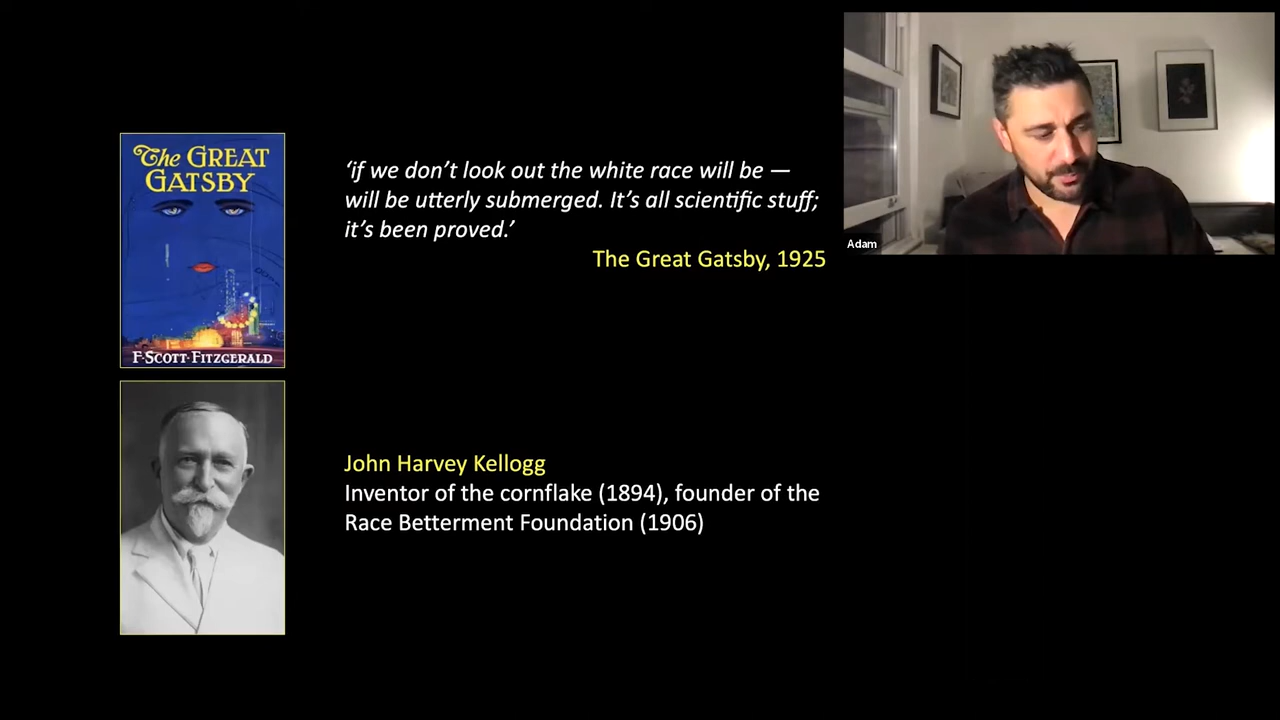 The GREAT
GATSBY
F·SCOTT·FITZGERALD
‘if we don’t look out the white race will be —
will be utterly submerged. It’s all scientific stuff;
it’s been proved.’
The Great Gatsby, 1925
Adam
John Harvey Kellogg
Inventor of the cornflake (1894), founder of the
Race Betterment Foundation (1906)